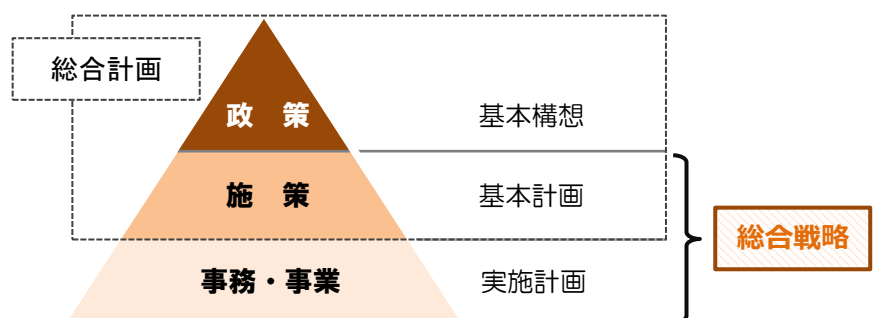 総合計画
政　策
基本構想
施　策
基本計画
総合戦略
事務・事業
実施計画